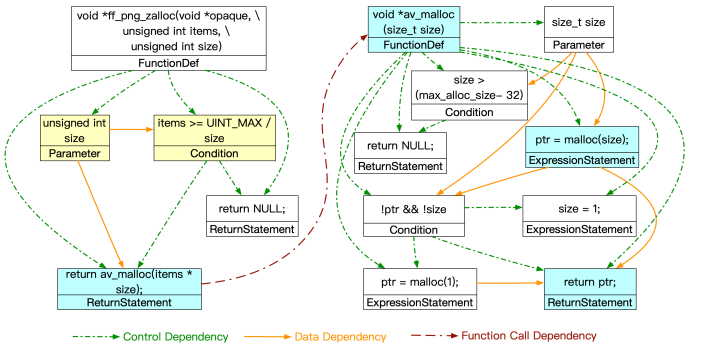 void *ff_png_zalloc(void *opaque, \
unsigned int items, \
unsigned int size)
FunctionDef
unsigned int
size
Parameter
items >= UINT_MAX /
size
Condition
return NULL;
ReturnStatement
return av_malloc(items *
size);
ReturnStatement
void *av_malloc
(size_t size)
FunctionDef
size_t size
Parameter
size >
(max_alloc_size– 32)
Condition
return NULL;
ReturnStatement
ptr = malloc(size);
ExpressionStatement
!ptr && !size
Condition
size = 1;
ExpressionStatement
ptr = malloc(1);
ExpressionStatement
return ptr;
ReturnStatement
Control Dependency
Data Dependency
Function Call Dependency